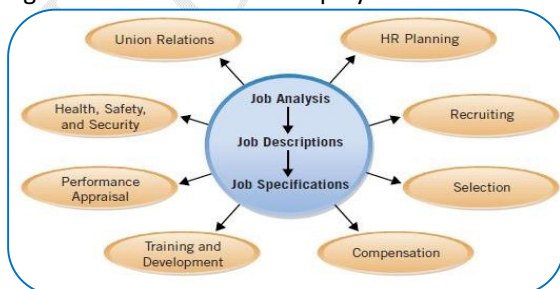 Union Relations
HR Planning
Health, Safety,
and Security
Job Analysis
Job Descriptions
Job Specifications
Recruiting
Performance
Appraisal
Selection
Training and
Development
Compensation